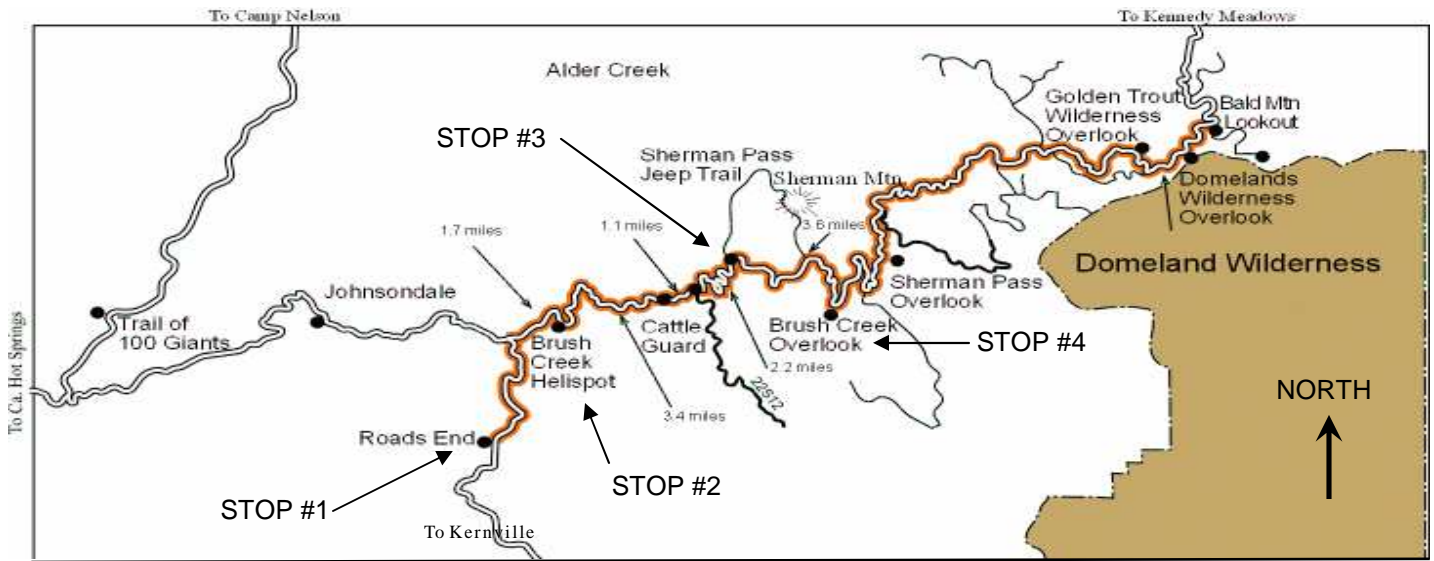 To Camp Nelson
To Kennedy Meadows
Alder Creek
Golden Trout
Wilderness
Overlook
Bald Mtn
Lookout
STOP #3
Sherman Pass
Jeep Trail
Sherman Mtn
Domelands
Wilderness
Overlook
1.7 miles
1.1 miles
3.6 miles
Domeland Wilderness
Johnsondale
Sherman Pass
Overlook
Trail of
100 Giants
Brush
Creek
Helispot
Cattle
Guard
Brush Creek
Overlook
STOP #4
2.2 miles
22S12
3.4 miles
NORTH
To Ca. Hot Springs
Roads End
STOP #2
STOP #1
To Kernville